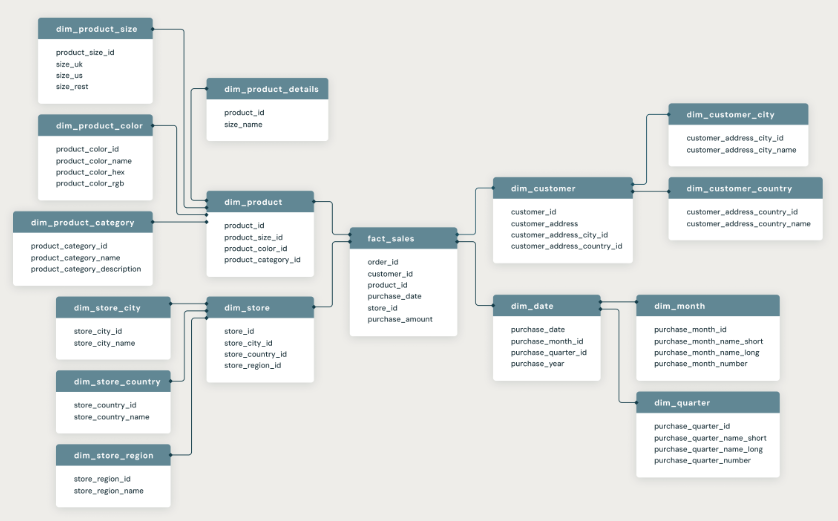 dim_product_size
product_size_id
size_uk
size_us
size_rest
dim_product_details
product_id
size_name
dim_product_color
product_color_id
product_color_name
product_color_hex
product_color_rgb
dim_product
product_id
product_size_id
product_color_id
product_category_id
dim_product_category
product_category_id
product_category_name
product_category_description
dim_store_city
store_city_id
store_city_name
dim_store
store_id
store_city_id
store_country_id
store_region_id
dim_store_country
store_country_id
store_country_name
dim_store_region
store_region_id
store_region_name
fact_sales
order_id
customer_id
product_id
purchase_date
store_id
purchase_amount
dim_customer
customer_id
customer_address
customer_address_city_id
customer_address_country_id
dim_customer_city
customer_address_city_id
customer_address_city_name
dim_customer_country
customer_address_country_id
customer_address_country_name
dim_date
purchase_date
purchase_month_id
purchase_quarter_id
purchase_year
dim_month
purchase_month_id
purchase_month_name_short
purchase_month_name_long
purchase_month_number
dim_quarter
purchase_quarter_id
purchase_quarter_name_short
purchase_quarter_name_long
purchase_quarter_number